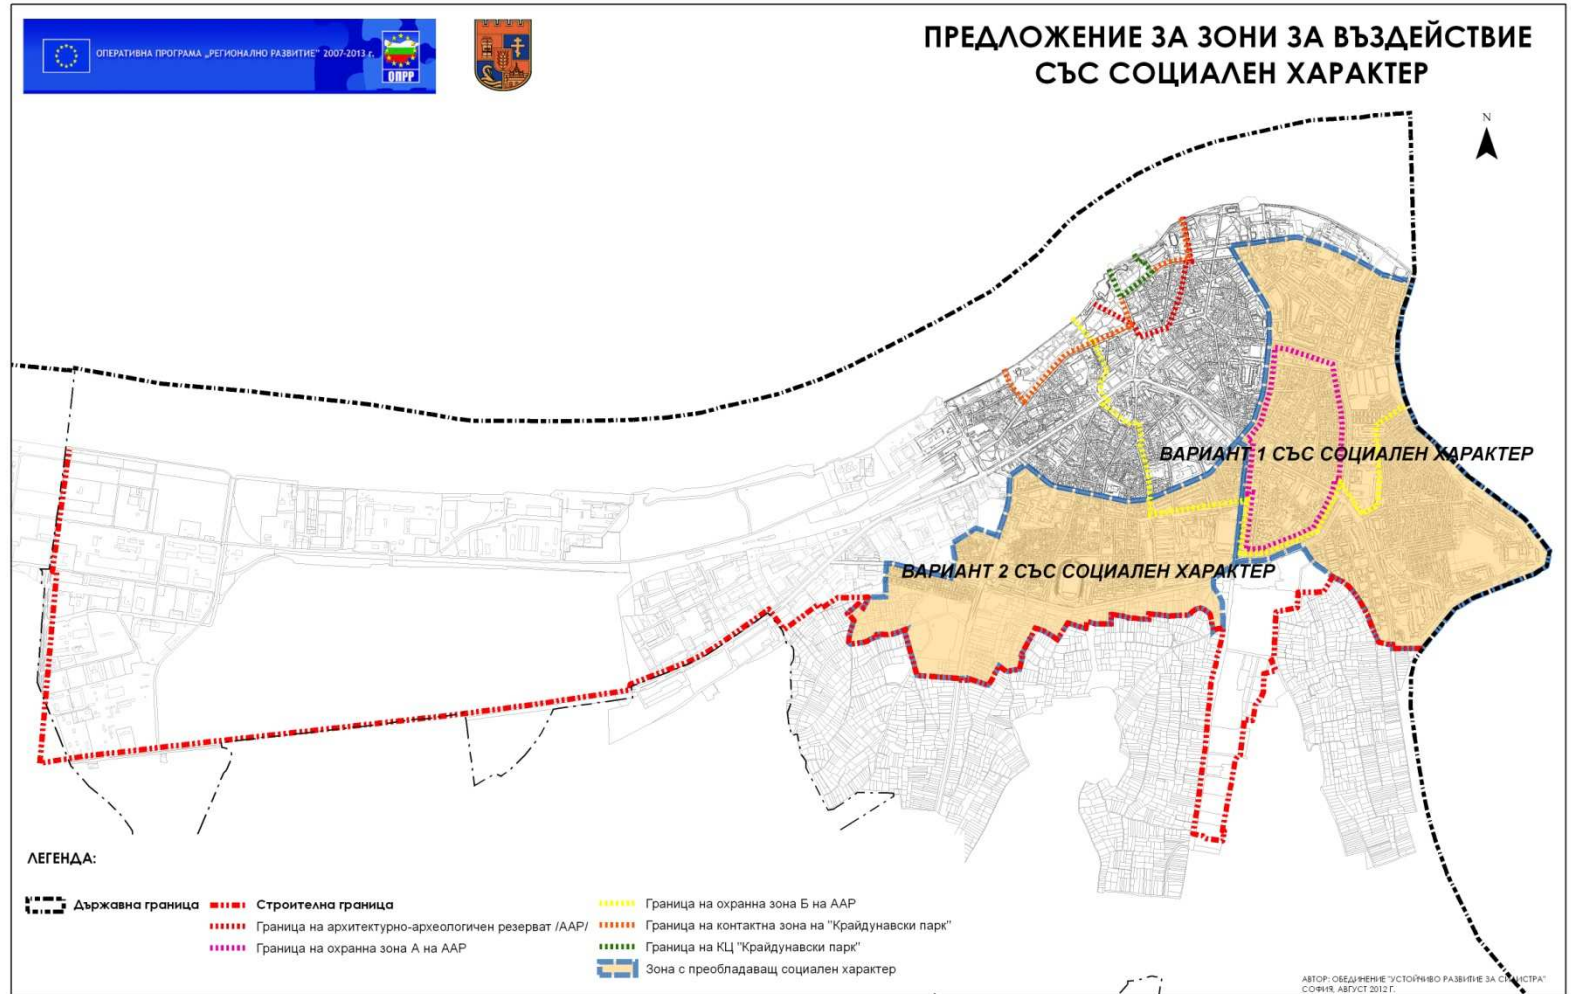 ОПЕРАТИВНА ПРОГРАМА „РЕГИОНАЛНО РАЗВИТИЕ" 2007-2013 г.
ОПРР
ПРЕДЛОЖЕНИЕ ЗА ЗОНИ ЗА ВЪЗДЕЙСТВИЕ
СЪС СОЦИАЛЕН ХАРАКТЕР
N
ВАРИАНТ 1 СЪС СОЦИАЛЕН ХАРАКТЕР
ВАРИАНТ 2 СЪС СОЦИАЛЕН ХАРАКТЕР
ЛЕГЕНДА:
Държавна граница
Строителна граница
Граница на архитектурно-археологичен резерват /ААР/
Граница на охранна зона А на ААР
Граница на охранна зона Б на ААР
Граница на контактна зона на "Крайдунавски парк"
Граница на КЦ "Крайдунавски парк"
Зона с преобладаващ социален характер
АВТОР: ОБЕДИНЕНИЕ "УСТОЙЧИВО РАЗВИТИЕ ЗА СИЛИСТРА"
СОФИЯ, АВГУСТ 2012 Г.